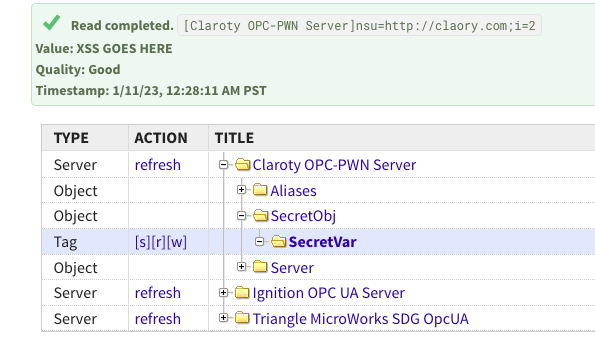 Read completed. [Claroty OPC-PWN Server]nsu=http://claory.com;i=2
Value: XSS GOES HERE
Quality: Good
Timestamp: 1/11/23, 12:28:11 AM PST
TYPE ACTION TITLE
Server refresh Claroty OPC-PWN Server
Object Aliases
Object SecretObj
Tag [s][r][w] SecretVar
Object Server
Server refresh Ignition OPC UA Server
Server refresh Triangle MicroWorks SDG OpcUA